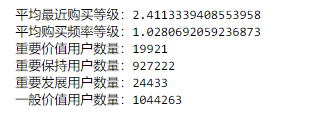 平均最近购买等级：2.4113339408553958
平均购买频率等级：1.0280692059236873
重要价值用户数量：19921
重要保持用户数量：927222
重要发展用户数量：24433
一般价值用户数量：1044263